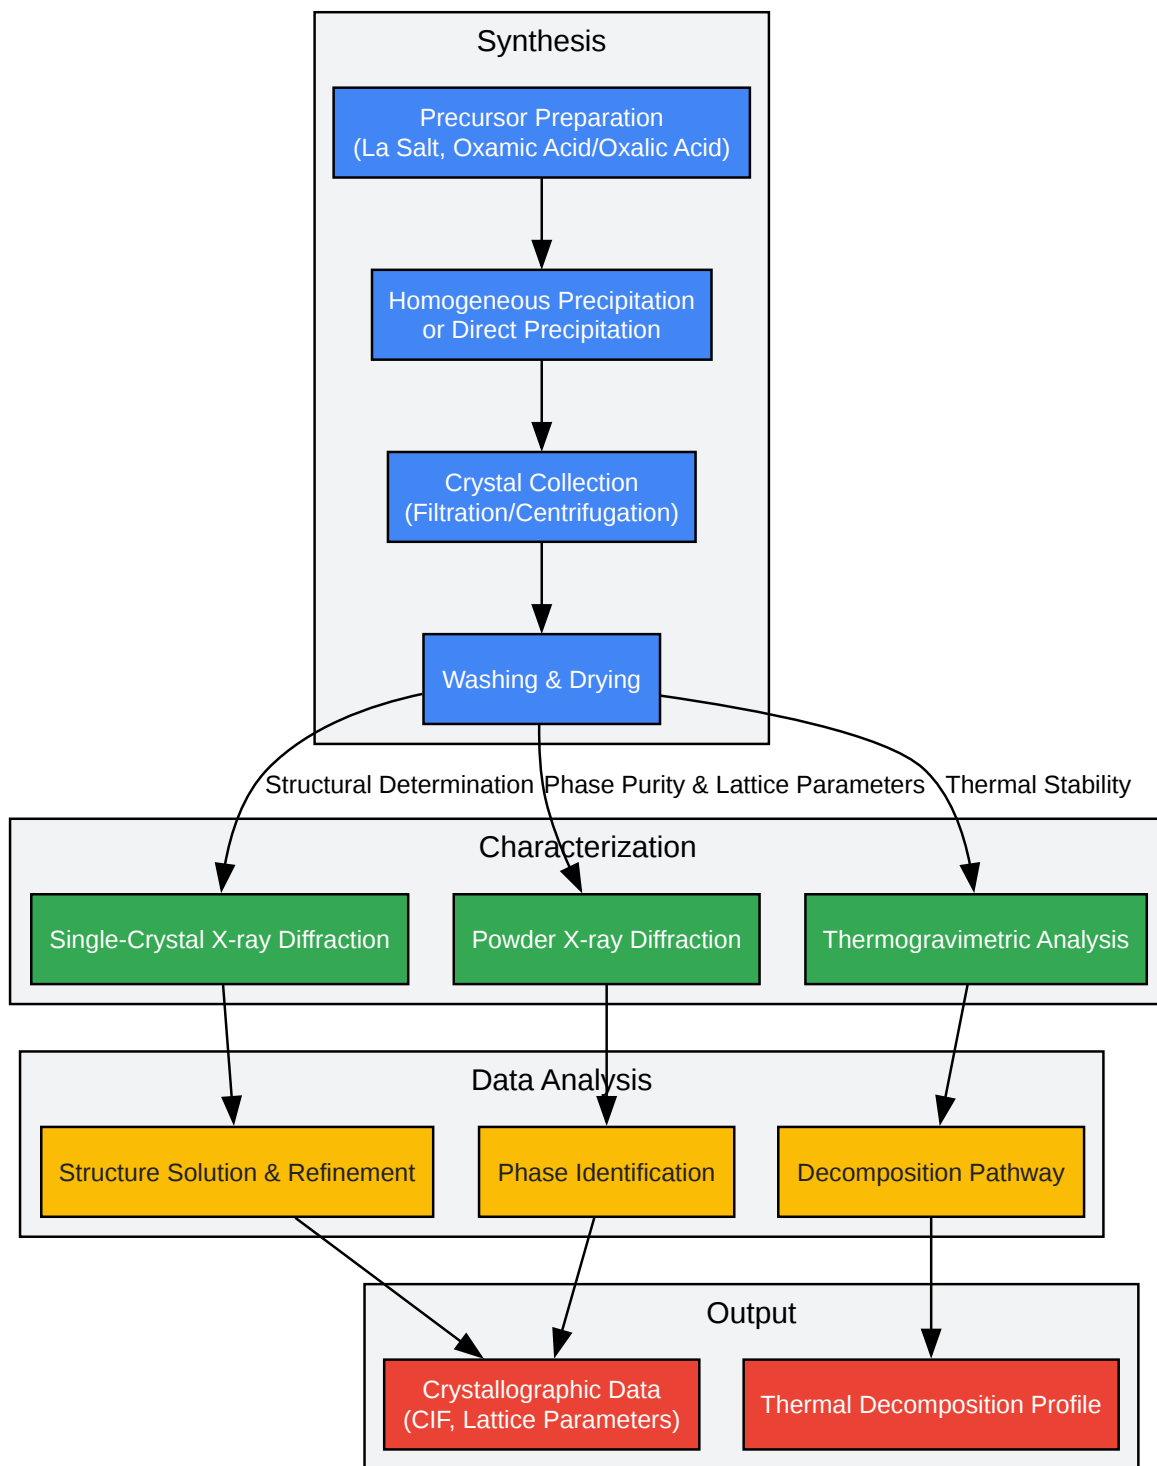 Synthesis
Precursor Preparation
(La Salt, Oxamic Acid/Oxalic Acid)
Homogeneous Precipitation
or Direct Precipitation
Crystal Collection
(Filtration/Centrifugation)
Washing & Drying
Structural Determination
Phase Purity & Lattice Parameters
Thermal Stability
Characterization
Single-Crystal X-ray Diffraction
Powder X-ray Diffraction
Thermogravimetric Analysis
Data Analysis
Structure Solution & Refinement
Phase Identification
Decomposition Pathway
Output
Crystallographic Data
(CIF, Lattice Parameters)
Thermal Decomposition Profile